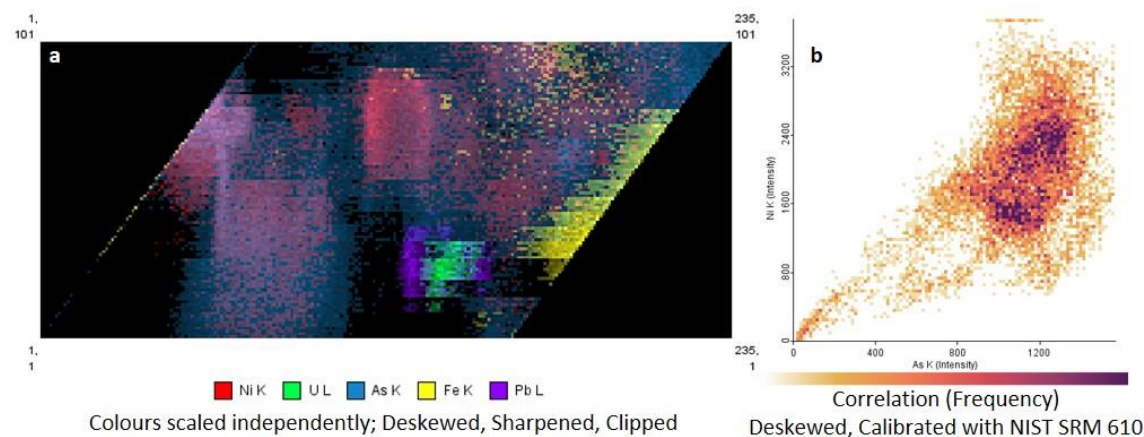 1,
101
235,
101
a
1,
1
235,
1
Ni K
U L
As K
Fe K
Pb L
Colours scaled independently; Deskewed, Sharpened, Clipped
b
Ni K (Intensity)
3200
2400
1600
800
0
0
400
800
1200
As K (Intensity)
Correlation (Frequency)
Deskewed, Calibrated with NIST SRM 610